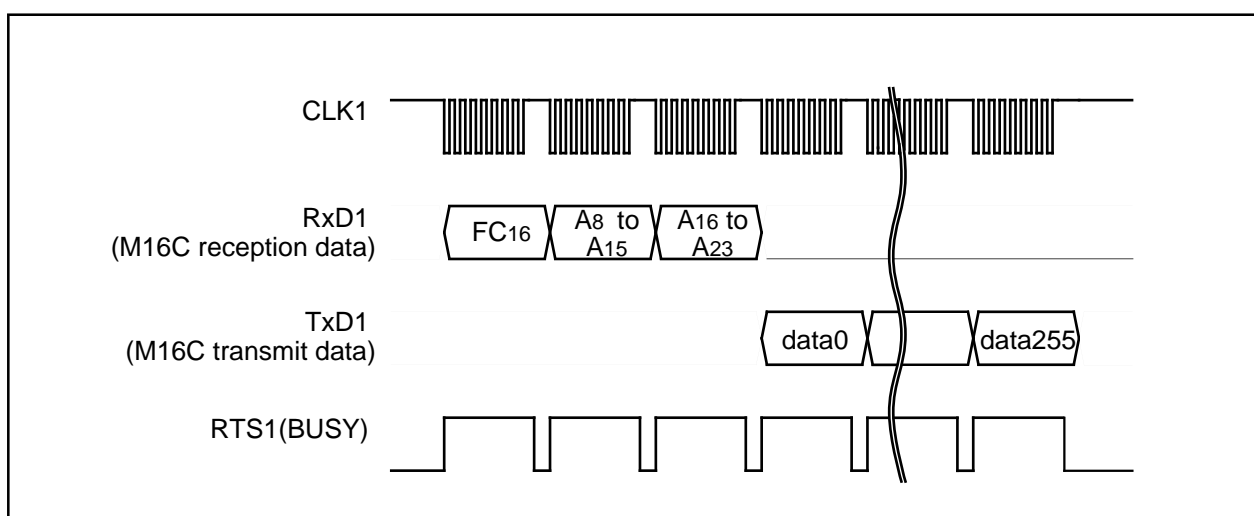 CLK1
RxD1
(M16C reception data)
FC16
A8 to
A15
A16 to
A23
TxD1
(M16C transmit data)
data0
data255
RTS1(BUSY)